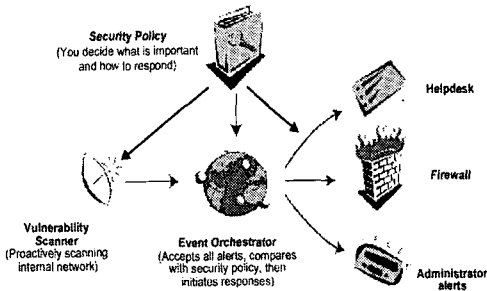 Security Policy
(You decide what is important
and how to respond)
Helpdesk
Firewall
Vulnerability
Scanner
(Proactively scanning
internal network)
Event Orchestrator
(Accepts all alerts, compares
with security policy, then
initiates responses)
Administrator
alerts